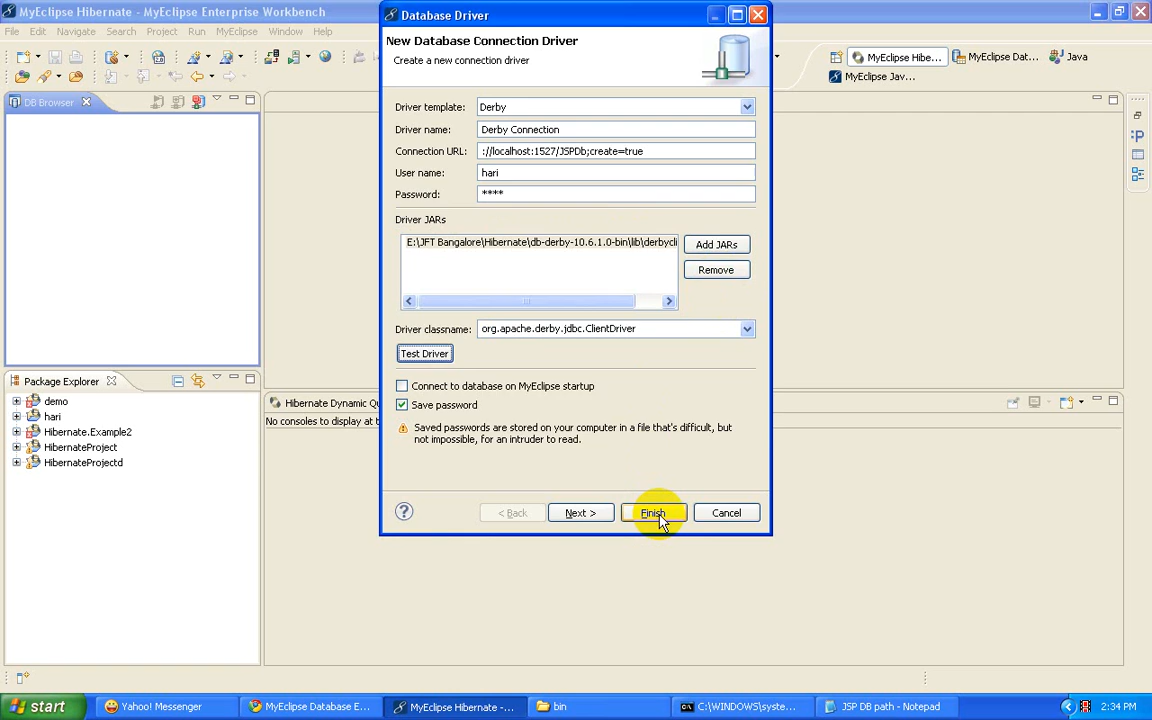 MyEclipse Hibernate - MyEclipse Enterprise Workbench
File Edit Navigate Search Project Run MyEclipse Window Help
MyEclipse Hibe...
MyEclipse Dat...
Java
MyEclipse Jav...
DB Browser
Database Driver
New Database Connection Driver
Create a new connection driver
Driver template: Derby
Driver name: Derby Connection
Connection URL: ://localhost:1527/JSPDb;create=true
User name: hari
Password: ****
Driver JARs
E:\JFT Bangalore\Hibernate\db-derby-10.6.1.0-bin\lib\derbycli
Add JARs
Remove
Driver classname: org.apache.derby.jdbc.ClientDriver
Test Driver
Connect to database on MyEclipse startup
Save password
Saved passwords are stored on your computer in a file that's difficult, but
not impossible, for an intruder to read.
? < Back Next > Finish Cancel
Package Explorer
demo
hari
Hibernate.Example2
HibernateProject
HibernateProjectd
Hibernate Dynamic Qu
No consoles to display at t
start Yahoo! Messenger MyEclipse Database E... MyEclipse Hibernate -... bin C:\WINDOWS\syste... JSP DB path - Notepad 2:34 PM